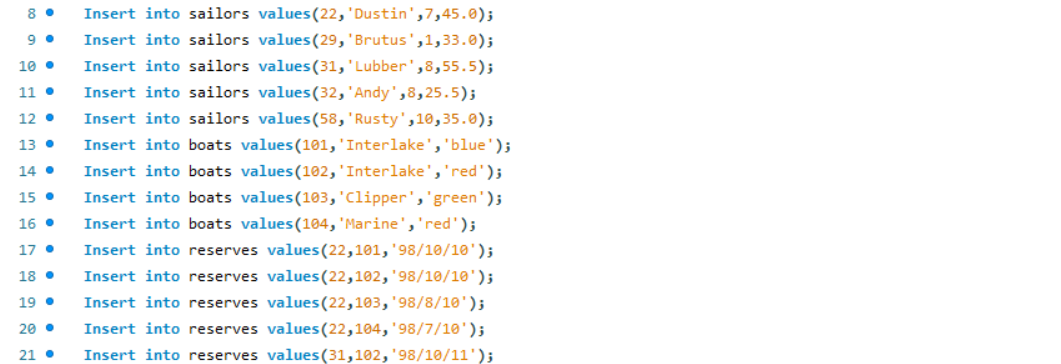 8 Insert into sailors values(22,'Dustin',7,45.0);
9 Insert into sailors values(29,'Brutus',1,33.0);
10 Insert into sailors values(31,'Lubber',8,55.5);
11 Insert into sailors values(32,'Andy',8,25.5);
12 Insert into sailors values(58,'Rusty',10,35.0);
13 Insert into boats values(101,'Interlake','blue');
14 Insert into boats values(102,'Interlake','red');
15 Insert into boats values(103,'Clipper','green');
16 Insert into boats values(104,'Marine','red');
17 Insert into reserves values(22,101,'98/10/10');
18 Insert into reserves values(22,102,'98/10/10');
19 Insert into reserves values(22,103,'98/8/10');
20 Insert into reserves values(22,104,'98/7/10');
21 Insert into reserves values(31,102,'98/10/11');